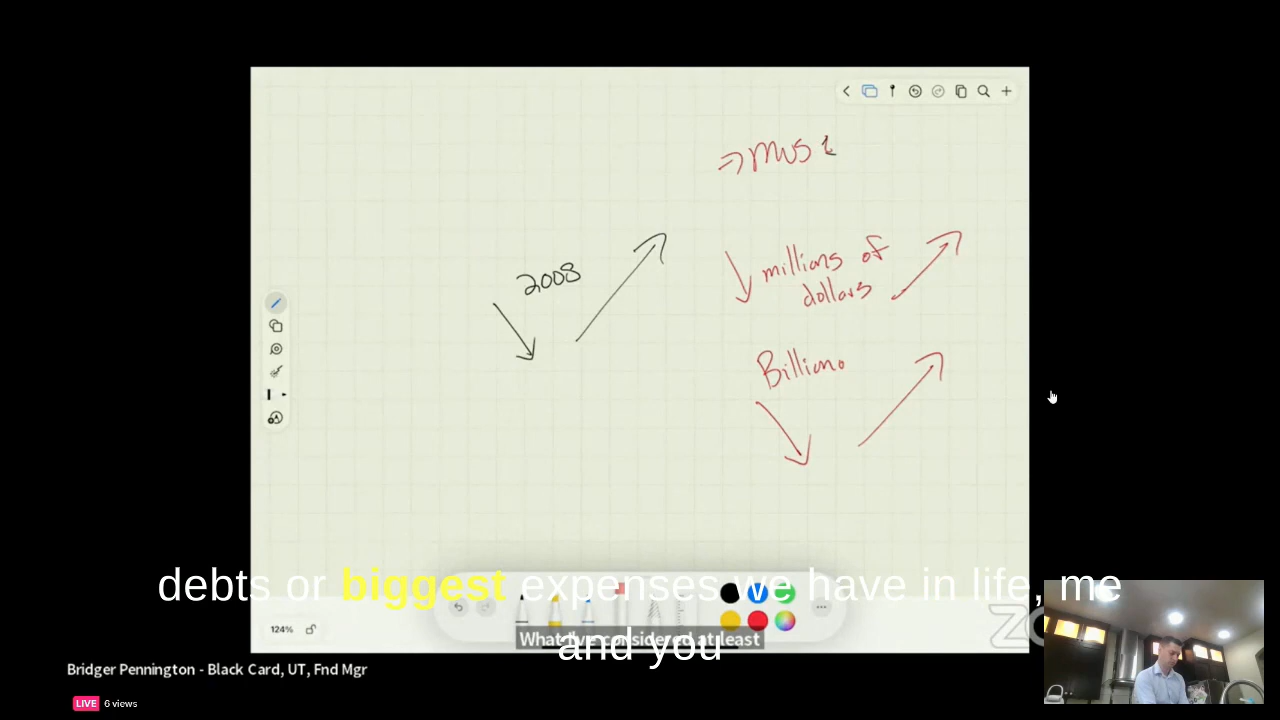 => Mus
2008
millions of
dollars
debts or biggest expenses we have in life, me
and you
What I've considered at least
124%
Bridger Pennington - Black Card, UT, Fnd Mgr
LIVE 6 views